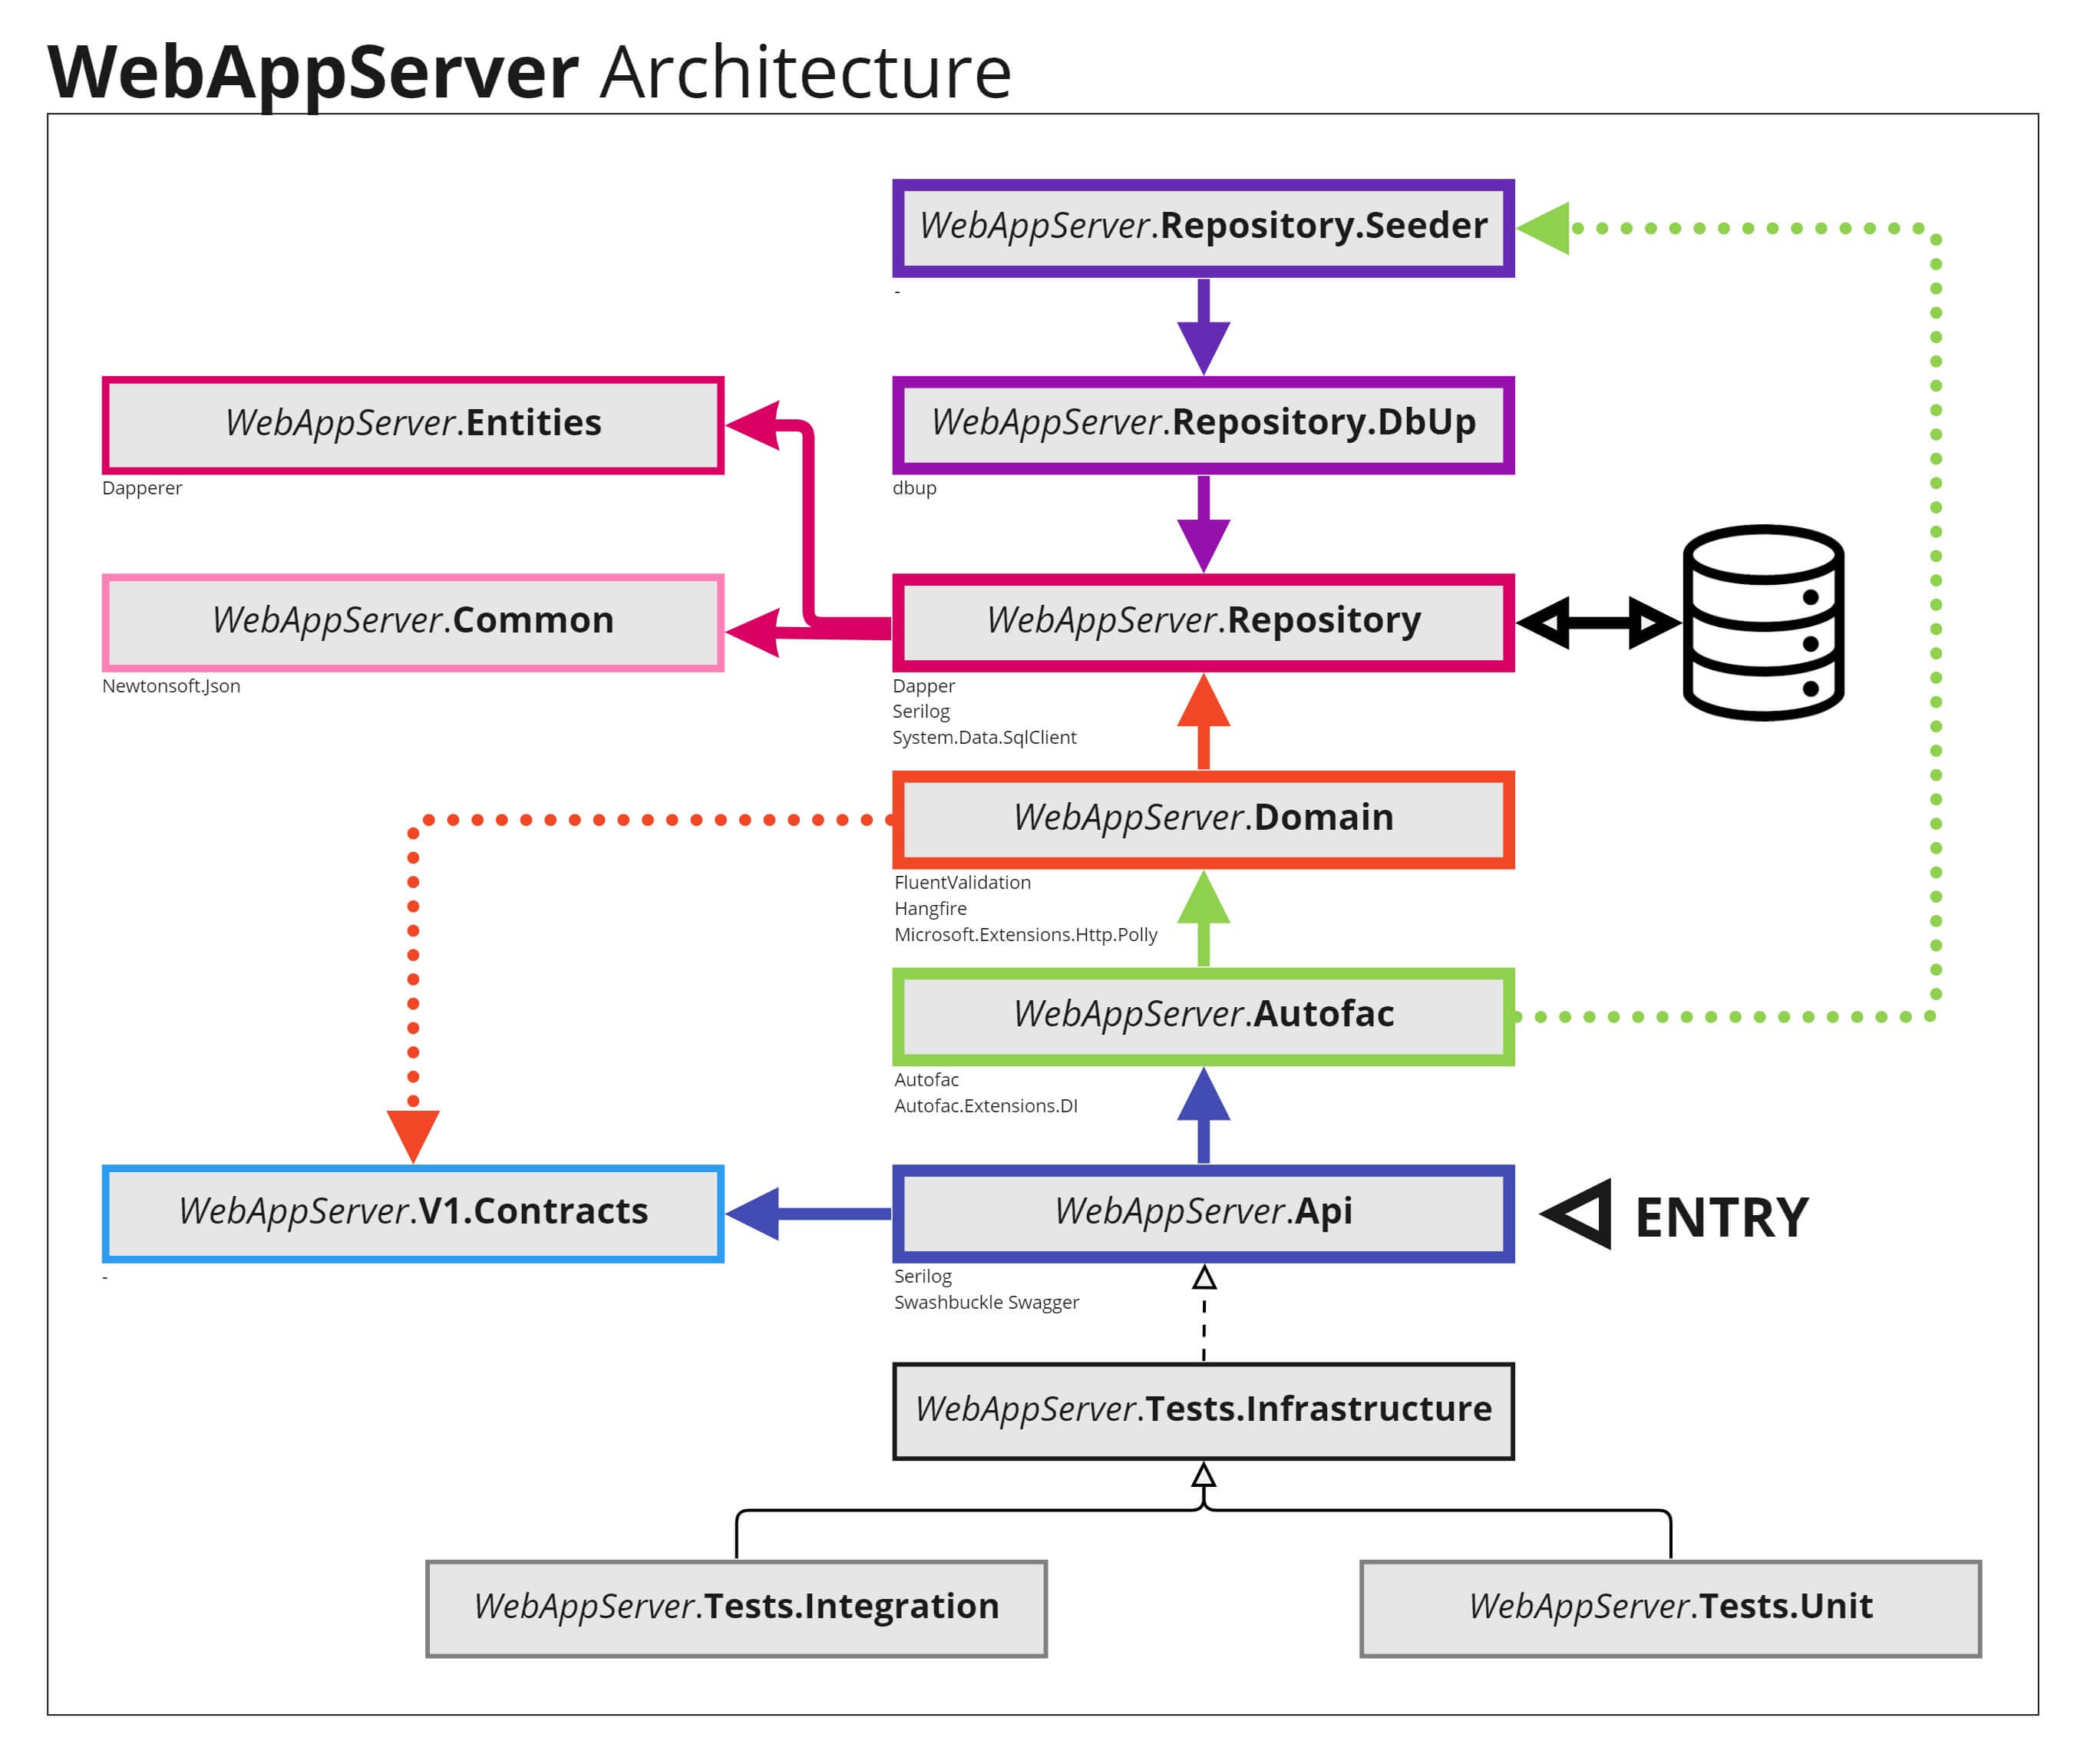 WebAppServer Architecture
WebAppServer.Repository.Seeder
-
WebAppServer.Entities
Dapperer
WebAppServer.Repository.DbUp
dbup
WebAppServer.Common
Newtonsoft.Json
WebAppServer.Repository
Dapper
Serilog
System.Data.SqlClient
WebAppServer.Domain
FluentValidation
Hangfire
Microsoft.Extensions.Http.Polly
WebAppServer.Autofac
Autofac
Autofac.Extensions.DI
WebAppServer.V1.Contracts
-
WebAppServer.Api
Serilog
Swashbuckle Swagger
ENTRY
WebAppServer.Tests.Infrastructure
WebAppServer.Tests.Integration
WebAppServer.Tests.Unit